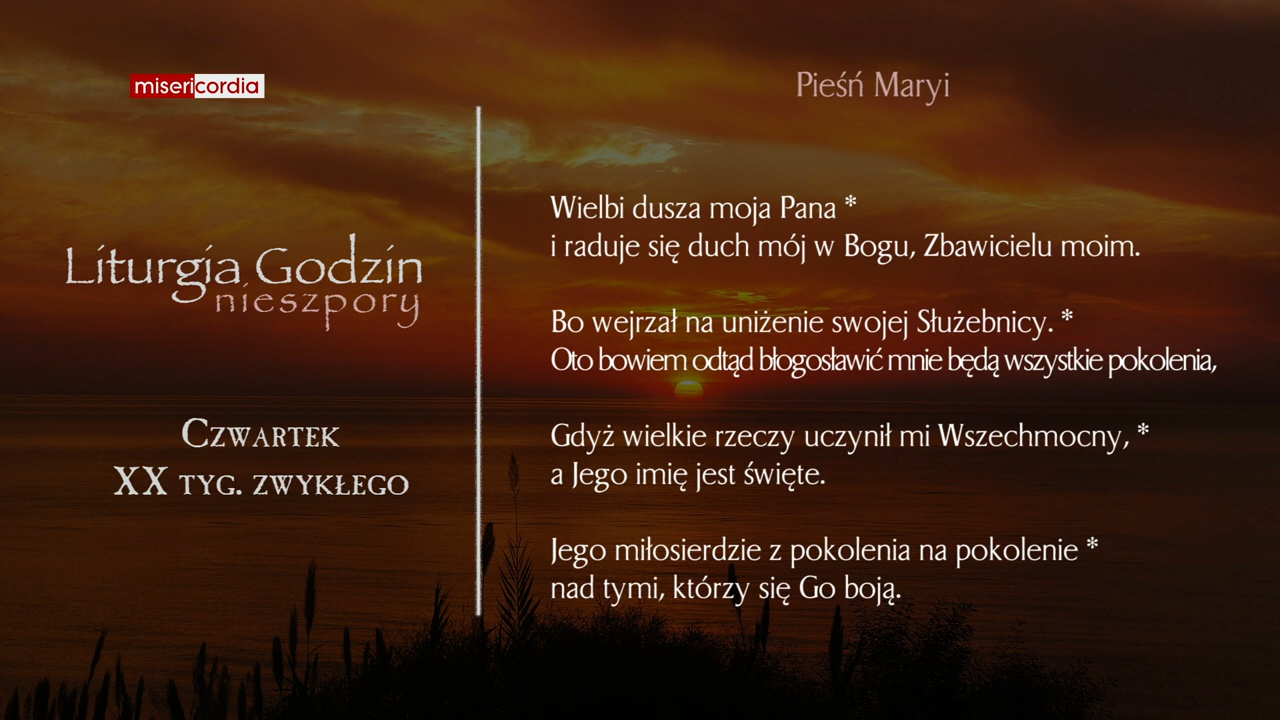 misericordia
Liturgia Godzin
nieszpory
Czwartek
XX tyg. zwykłego
Pieśń Maryi
Wielbi dusza moja Pana *
i raduje się duch mój w Bogu, Zbawicielu moim.
Bo wejrzał na uniżenie swojej Służebnicy. *
Oto bowiem odtąd błogosławić mnie będą wszystkie pokolenia,
Gdyż wielkie rzeczy uczynił mi Wszechmocny, *
a Jego imię jest święte.
Jego miłosierdzie z pokolenia na pokolenie *
nad tymi, którzy się Go boją.